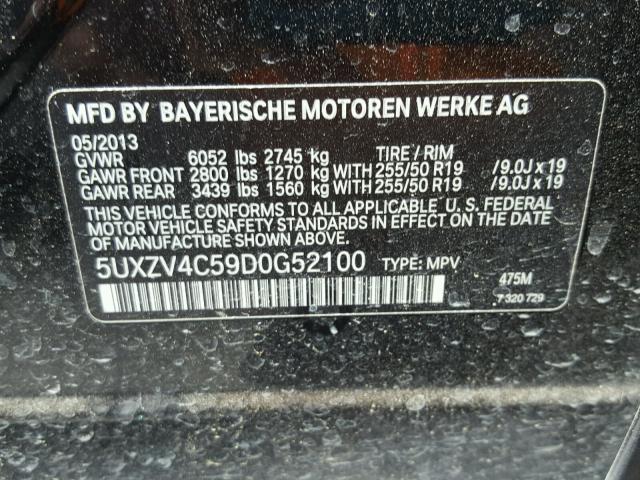 MFD BY BAYERISCHE MOTOREN WERKE AG
05/2013
GVWR 6052 lbs 2745 kg TIRE / RIM
GAWR FRONT 2800 lbs 1270 kg WITH 255/50 R19 /9.0J x 19
GAWR REAR 3439 lbs 1560 kg WITH 255/50 R19 /9.0J x 19
THIS VEHICLE CONFORMS TO ALL APPLICABLE U. S. FEDERAL
MOTOR VEHICLE SAFETY STANDARDS IN EFFECT ON THE
DATE OF MANUFACTURE SHOWN ABOVE.
5UXZV4C59D0G52100 TYPE: MPV
475M
7 320 729